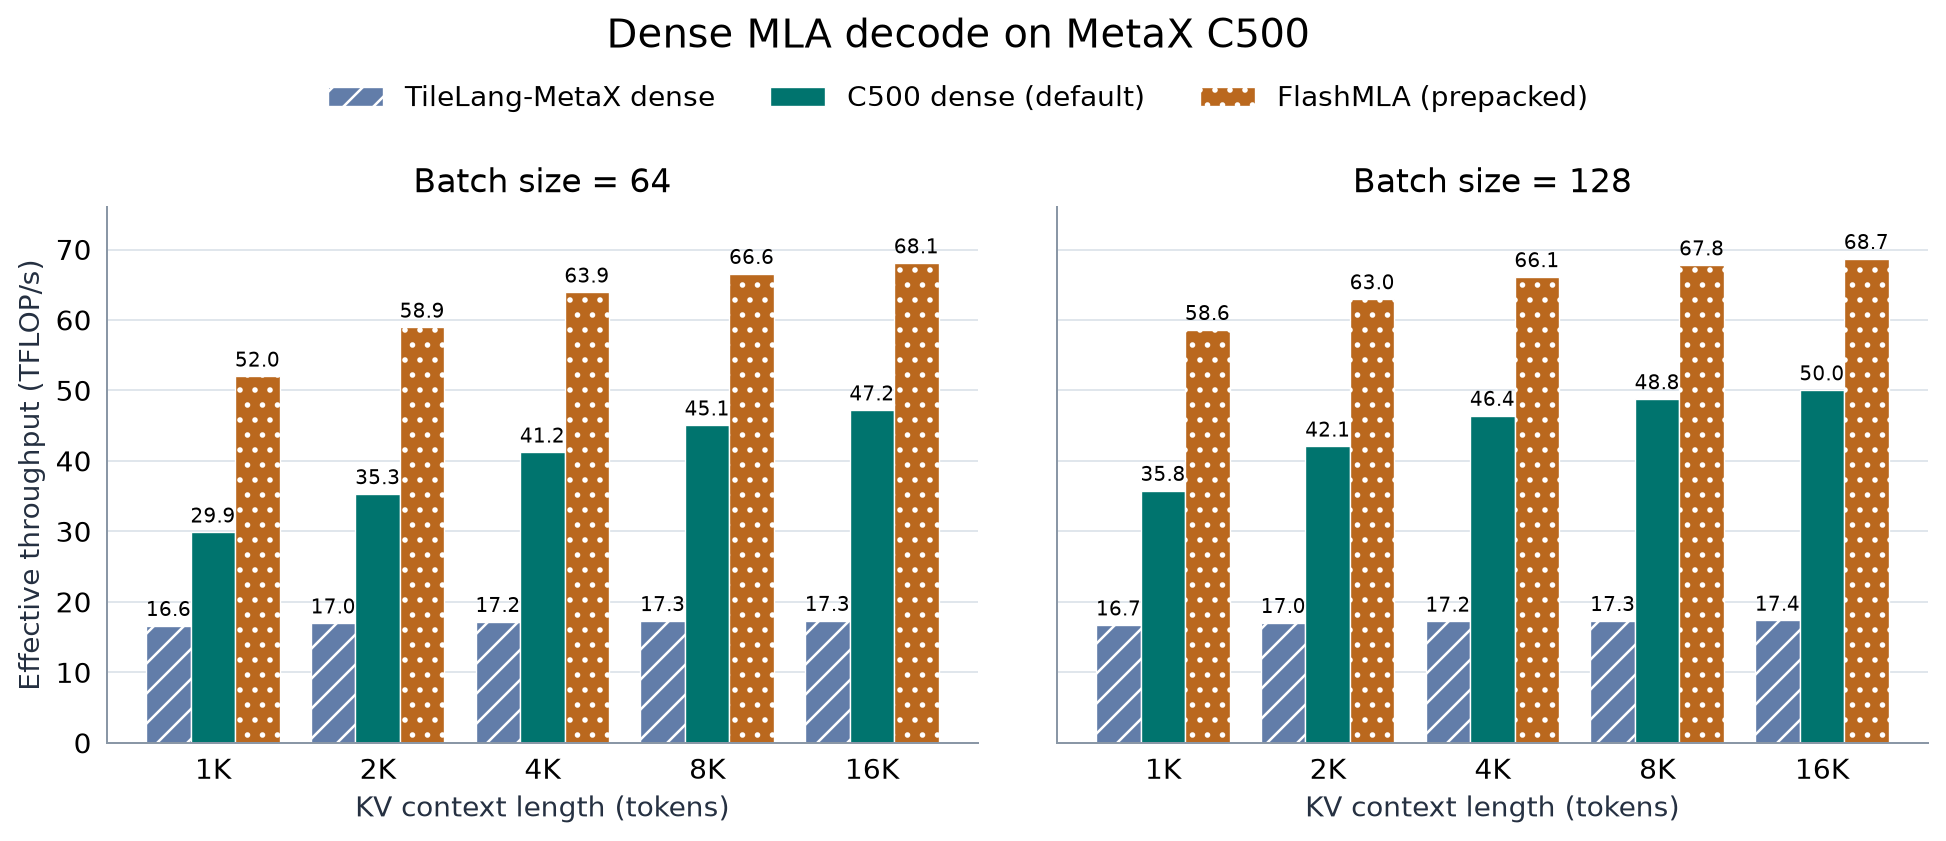 Dense MLA decode on MetaX C500
TileLang-MetaX dense C500 dense (default) FlashMLA (prepacked)
Batch size = 64
Effective throughput (TFLOP/s)
70
60
50
40
30
20
10
0
16.6 29.9 52.0
17.0 35.3 58.9
17.2 41.2 63.9
17.3 45.1 66.6
17.3 47.2 68.1
1K 2K 4K 8K 16K
KV context length (tokens)
Batch size = 128
16.7 35.8 58.6
17.0 42.1 63.0
17.2 46.4 66.1
17.3 48.8 67.8
17.4 50.0 68.7
1K 2K 4K 8K 16K
KV context length (tokens)